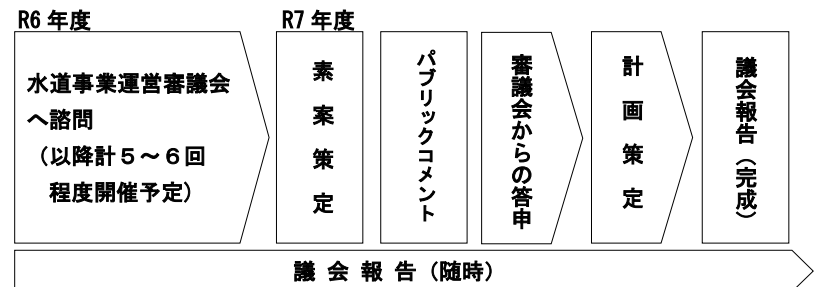 R6 年度
R7 年度
水道事業運営審議会
へ諮問
（以降計５～６回
程度開催予定）
素案策定
パブリックコメント
審議会からの答申
計画策定
議会報告（完成）
議 会 報 告（随時）